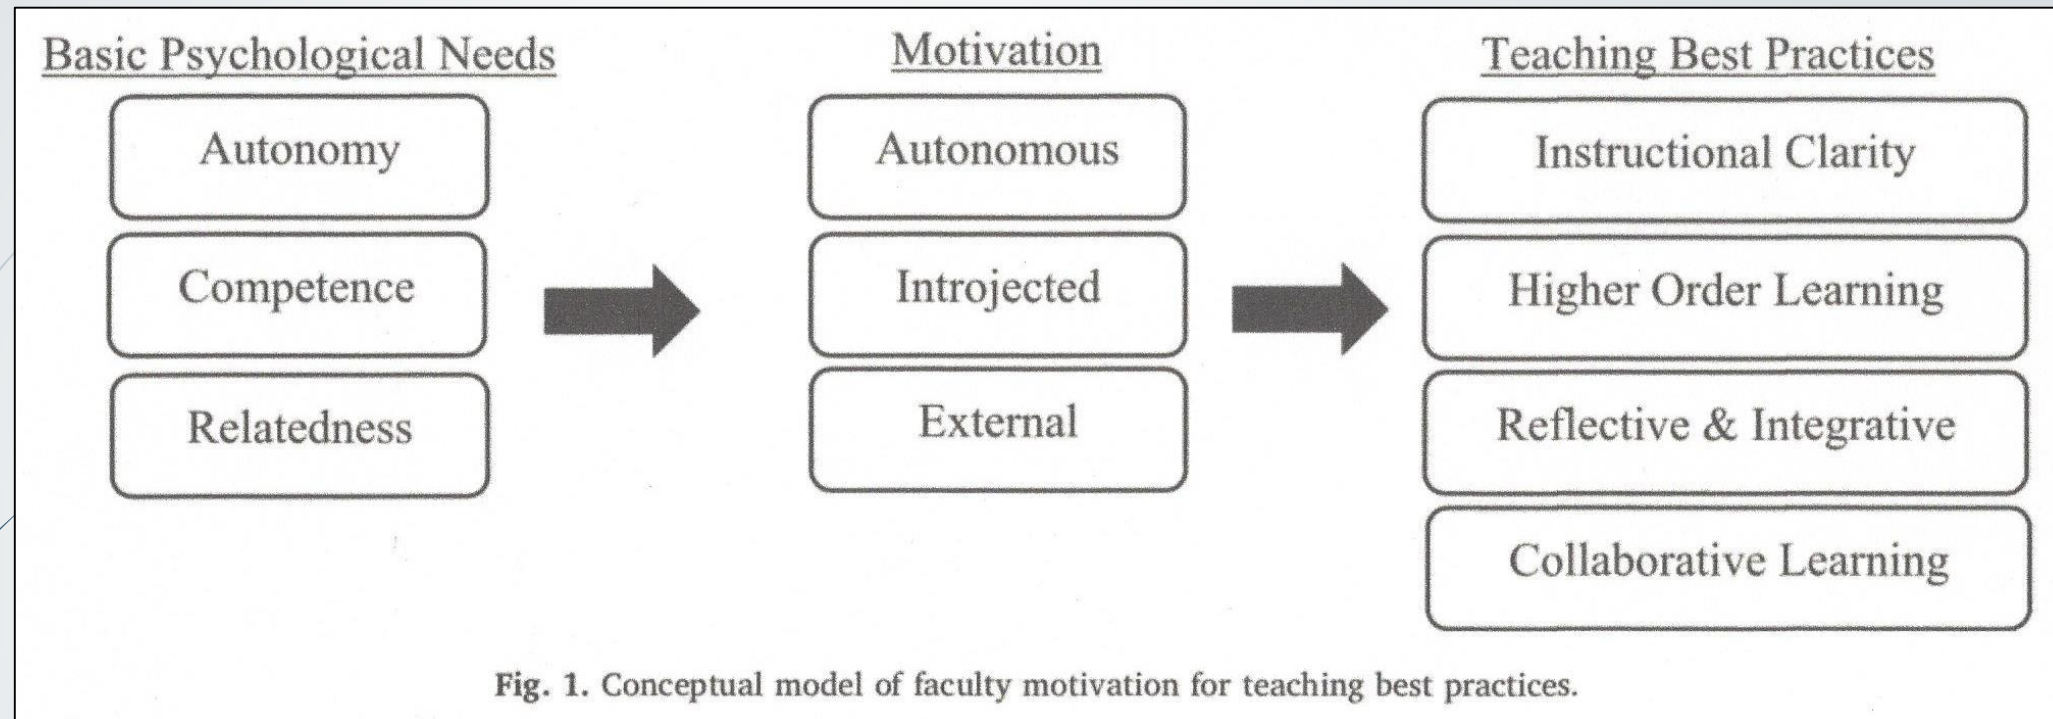 Basic Psychological Needs
Autonomy
Competence
Relatedness
Motivation
Autonomous
Introjected
External
Teaching Best Practices
Instructional Clarity
Higher Order Learning
Reflective & Integrative
Collaborative Learning
Fig. 1. Conceptual model of faculty motivation for teaching best practices.